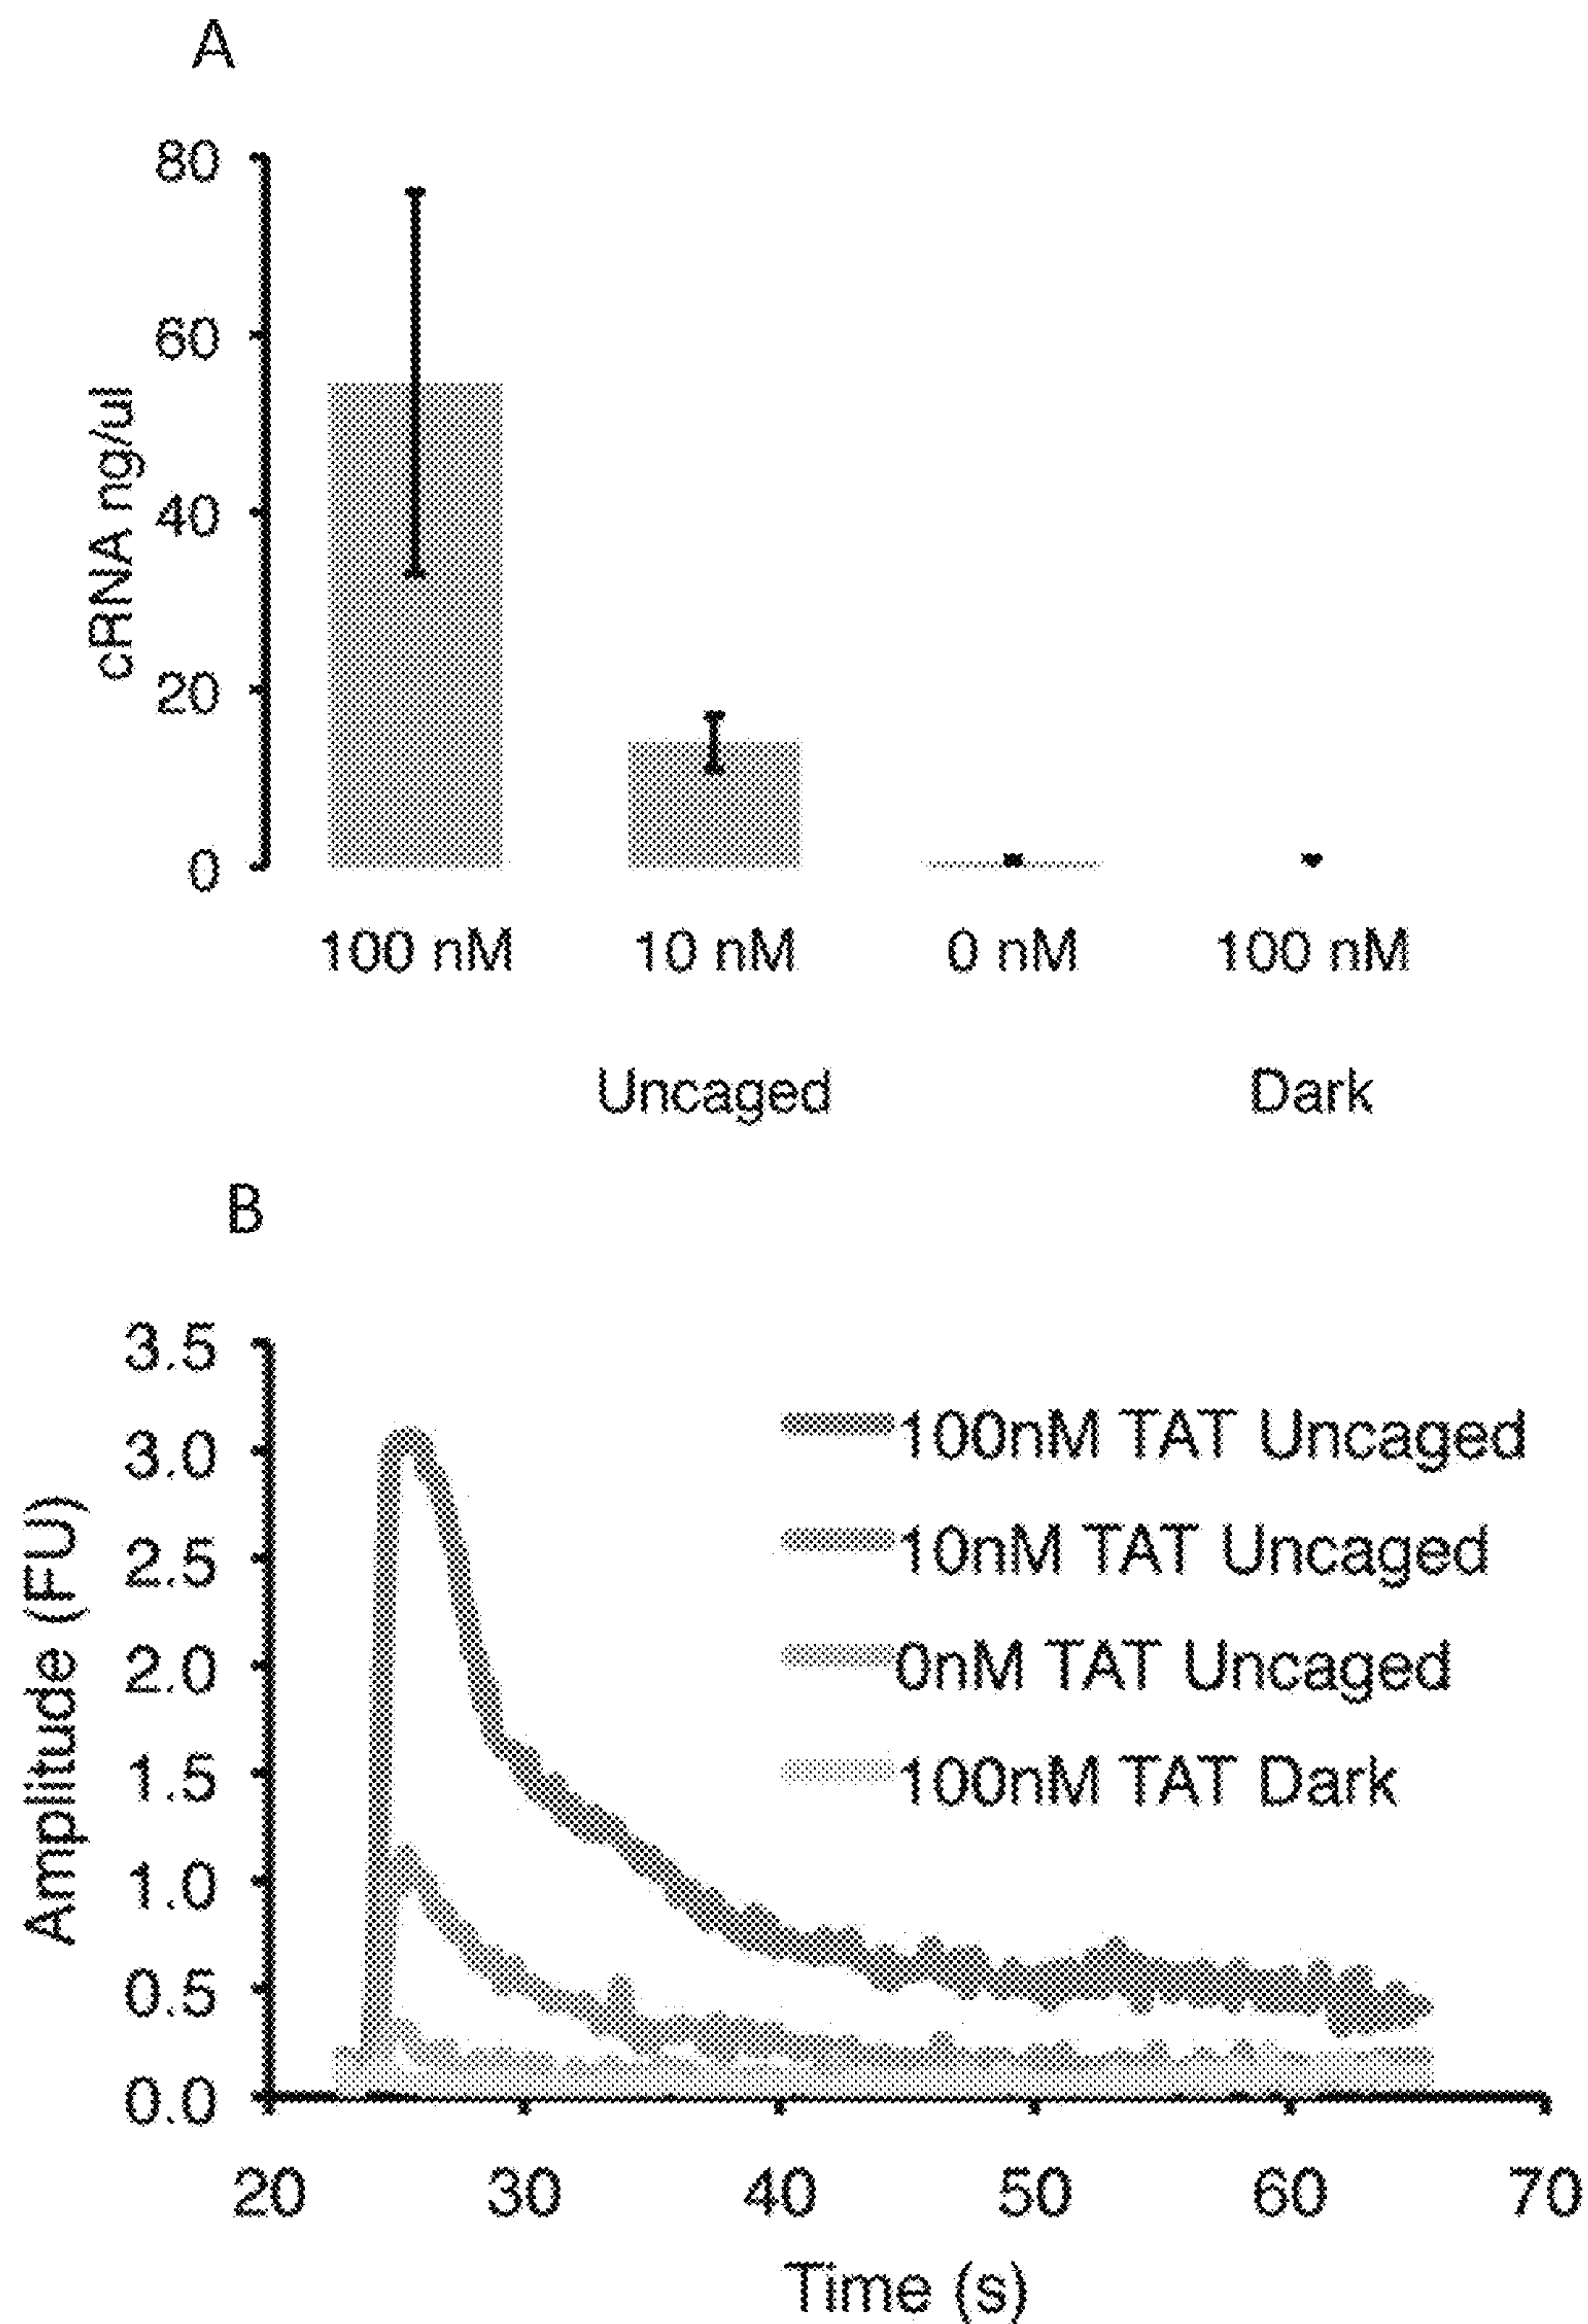 A
80
60
40
20
0
cRNA ng/ul
100 nM 10 nM 0 nM 100 nM
Uncaged Dark
B
3.5
3.0
2.5
2.0
1.5
1.0
0.5
0.0
Amplitude (FU)
100nM TAT Uncaged
10nM TAT Uncaged
0nM TAT Uncaged
100nM TAT Dark
20 30 40 50 60 70
Time (s)